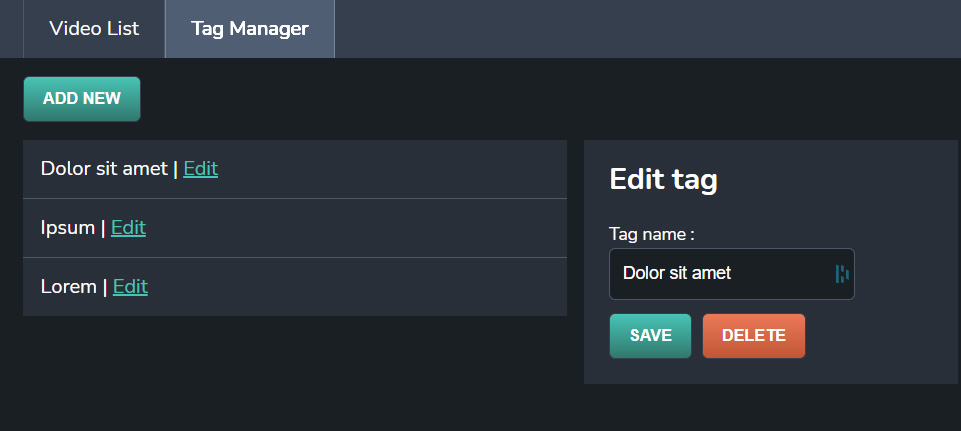 Video List
Tag Manager
ADD NEW
Dolor sit amet | Edit
Ipsum | Edit
Lorem | Edit
Edit tag
Tag name :
Dolor sit amet
SAVE
DELETE